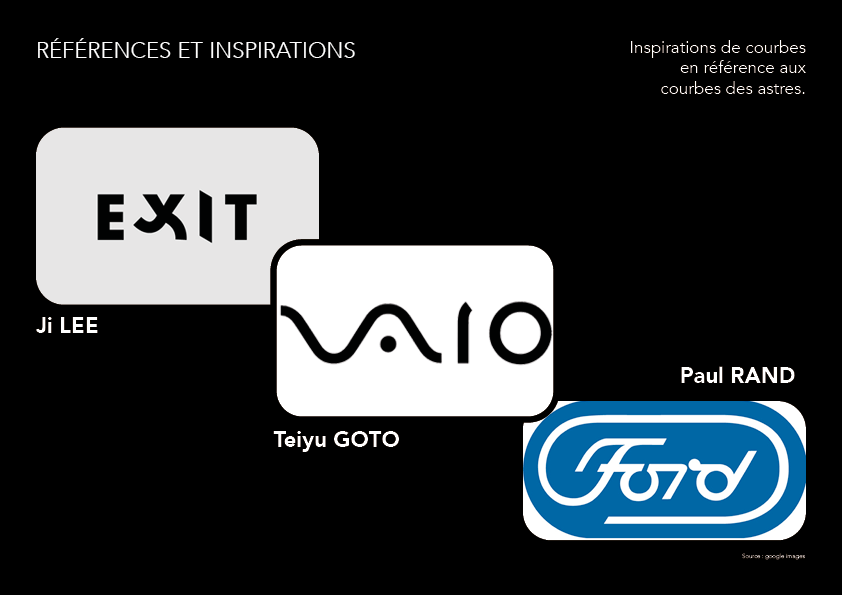 RÉFÉRENCES ET INSPIRATIONS
Inspirations de courbes
en référence aux
courbes des astres.
EXIT
Ji LEE
VAIO
Teiyu GOTO
Paul RAND
Ford
Source : google images